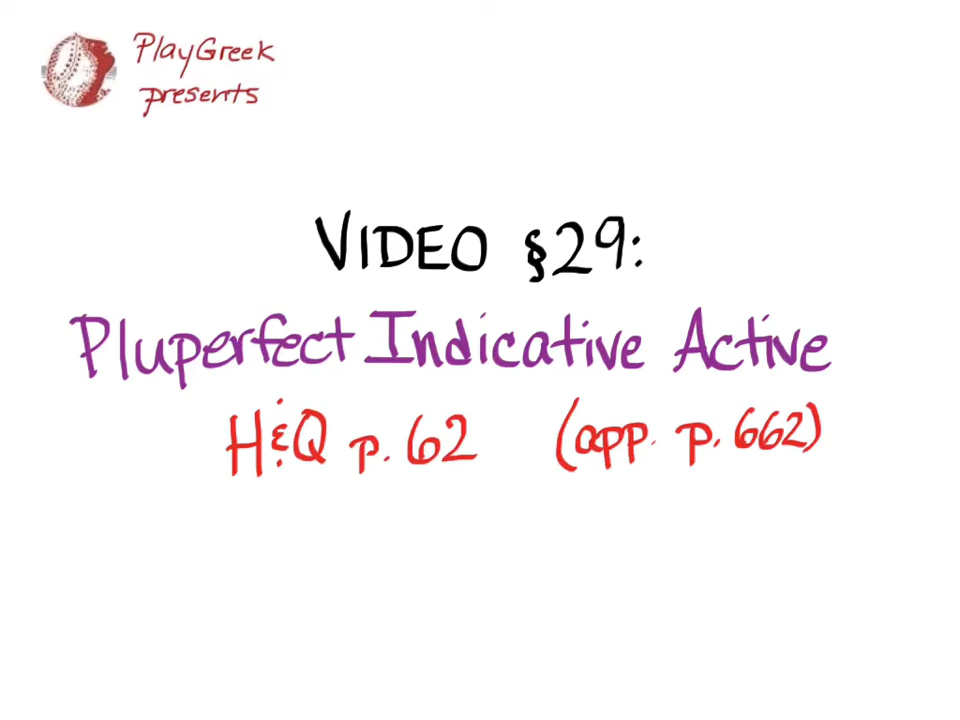 PlayGreek
presents
VIDEO §29:
Pluperfect Indicative Active
H&Q p. 62 (app. p. 662)